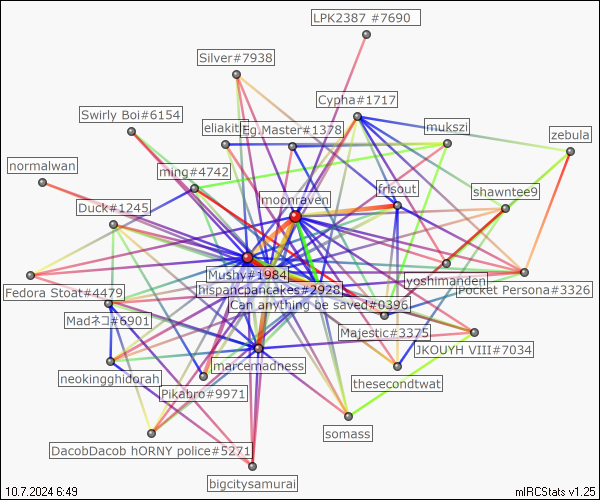 LPK2387 #7690
Silver#7938
Cypha#1717
Swirly Boi#6154
Eg.Master#1378
mukszi
zebula
normalwan
ming#4742
frisout
shawntee9
moonraven
Duck#1245
Mushy#1984
yoshimanden
Fedora Stoat#4479
hispancpancakes#2928
Pocket Persona#3326
Can anything be saved#0396
Madネコ#6901
Majestic#3375
JKOUYH VIII#7034
marcemadness
neokingghidorah
thesecondtwat
Pikabro#9971
somass
DacobDacob hORNY police#5271
bigcitysamurai
10.7.2024 6:49
mIRCStats v1.25